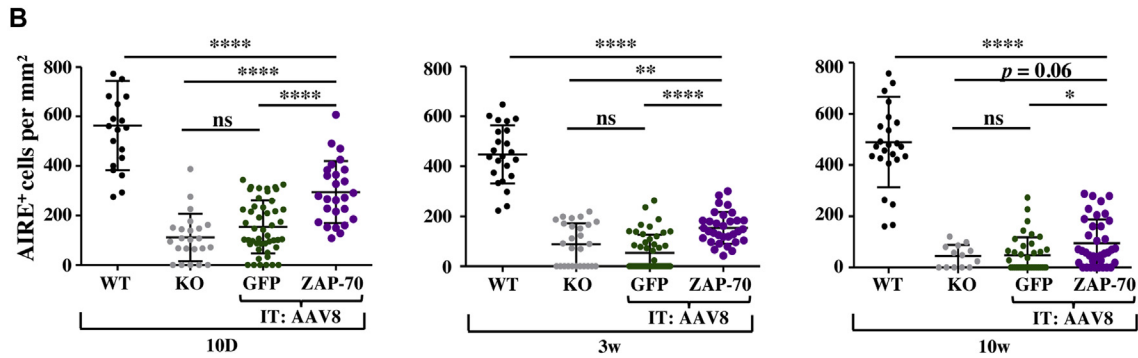 B
AIRE+ cells per mm2
800
600
400
200
0
****
****
****
ns
WT KO GFP ZAP-70
IT: AAV8
10D
800
600
400
200
0
****
**
****
ns
WT KO GFP ZAP-70
IT: AAV8
3w
800
600
400
200
0
****
p = 0.06
*
ns
WT KO GFP ZAP-70
IT: AAV8
10w